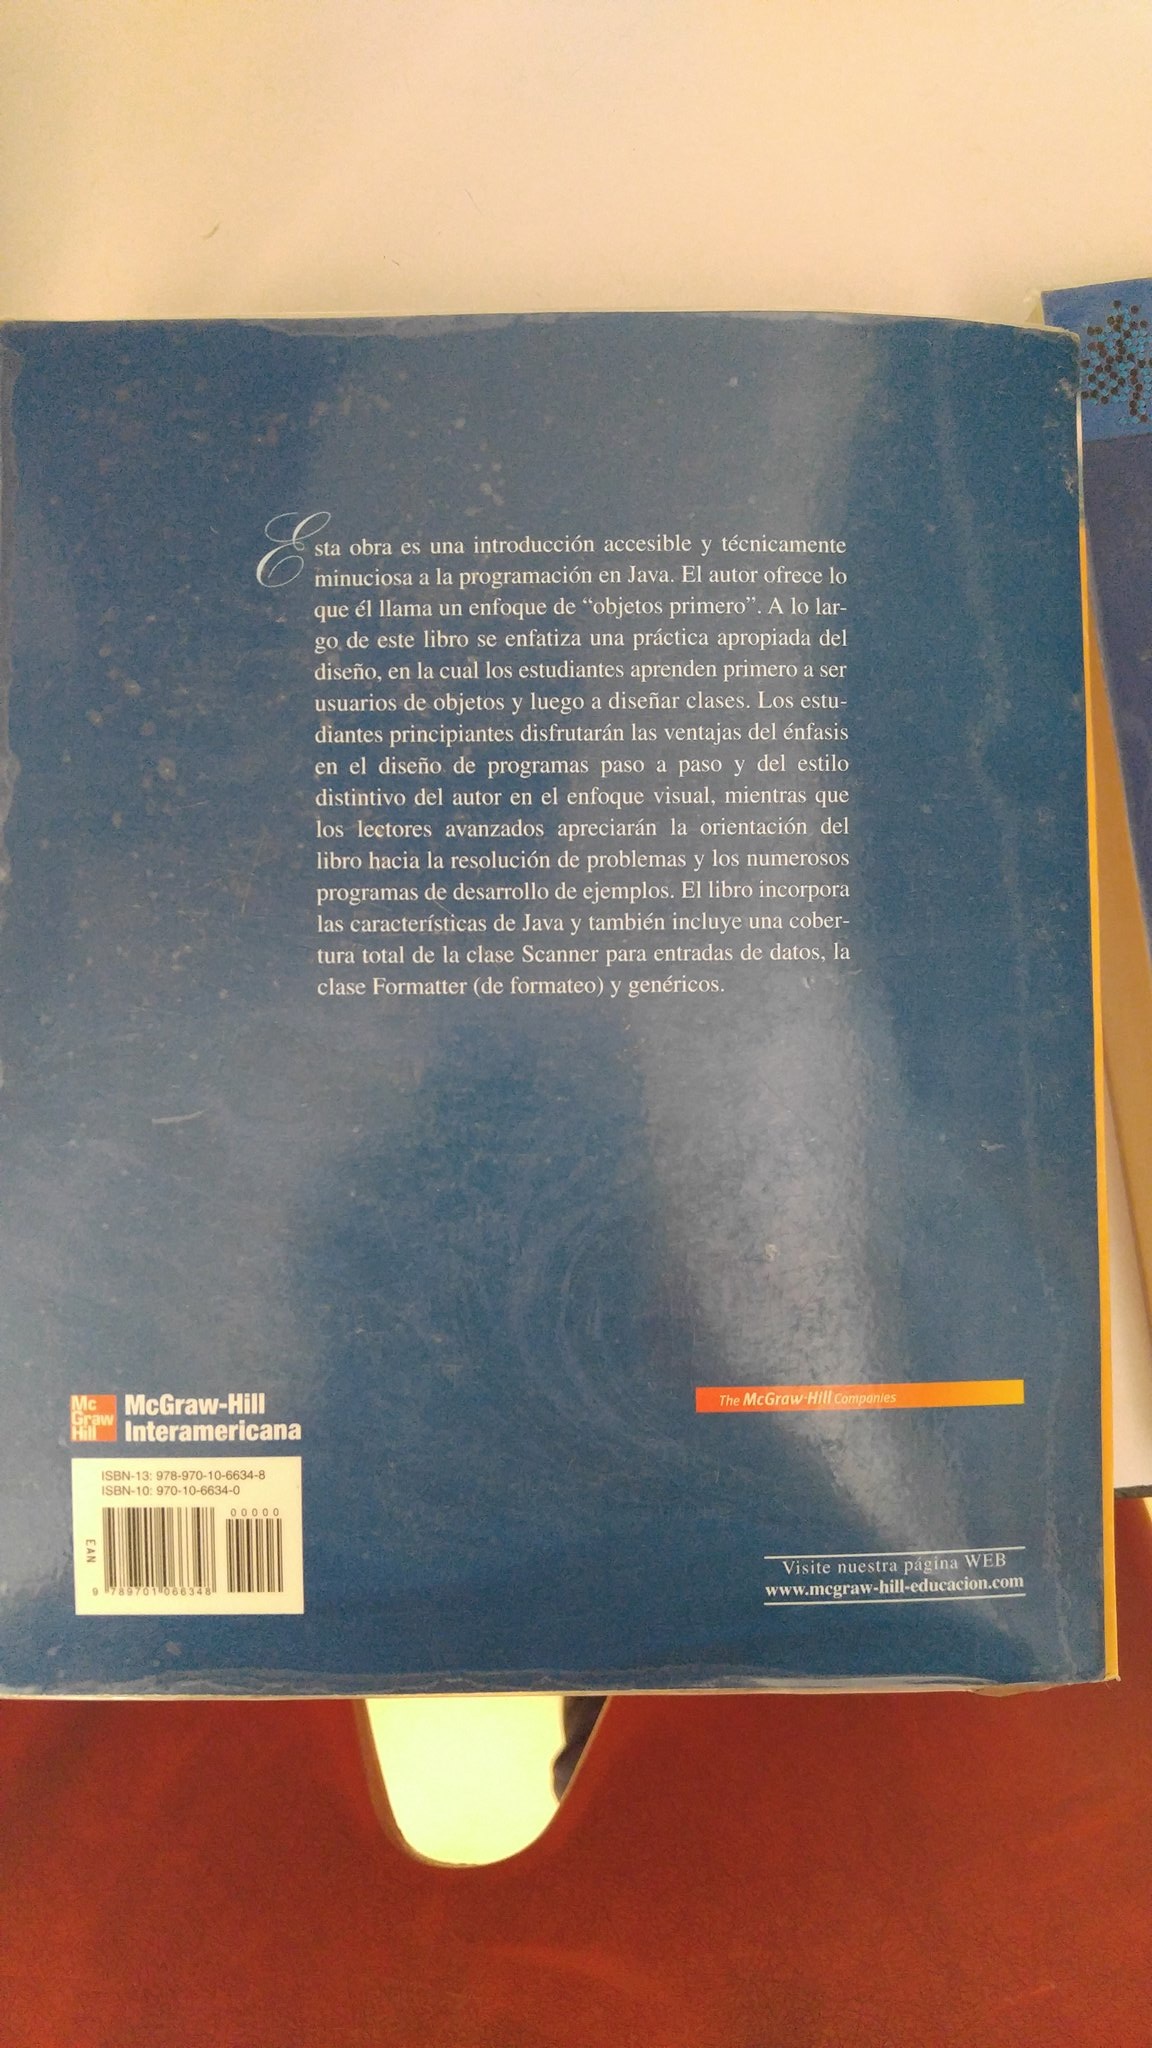 Esta obra es una introducción accesible y técnicamente
minuciosa a la programación en Java. El autor ofrece lo
que él llama un enfoque de “objetos primero”. A lo lar-
go de este libro se enfatiza una práctica apropiada del
diseño, en la cual los estudiantes aprenden primero a ser
usuarios de objetos y luego a diseñar clases. Los estu-
diantes principiantes disfrutarán las ventajas del énfasis
en el diseño de programas paso a paso y del estilo
distintivo del autor en el enfoque visual, mientras que
los lectores avanzados apreciarán la orientación del
libro hacia la resolución de problemas y los numerosos
programas de desarrollo de ejemplos. El libro incorpora
las características de Java y también incluye una cober-
tura total de la clase Scanner para entradas de datos, la
clase Formatter (de formateo) y genéricos.
Mc
Graw
Hill
McGraw-Hill
Interamericana
The McGraw-Hill Companies
ISBN-13: 978-970-10-6634-8
ISBN-10: 970-10-6634-0
00000
EAN
9 789701 066348
Visite nuestra página WEB
www.mcgraw-hill-educacion.com